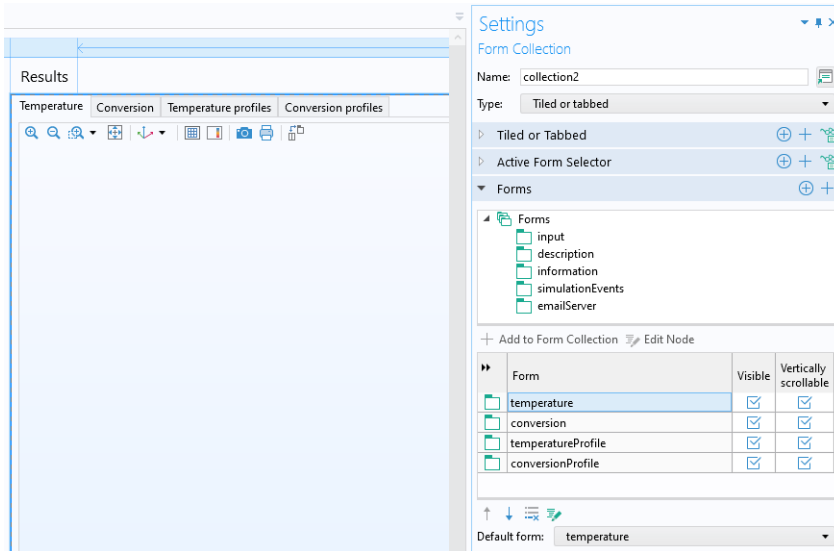 Results
Temperature
Conversion
Temperature profiles
Conversion profiles
Settings
Form Collection
Name: collection2
Type: Tiled or tabbed
Tiled or Tabbed
Active Form Selector
Forms
Forms
input
description
information
simulationEvents
emailServer
Add to Form Collection Edit Node
Form Visible Vertically
scrollable
temperature
conversion
temperatureProfile
conversionProfile
Default form: temperature